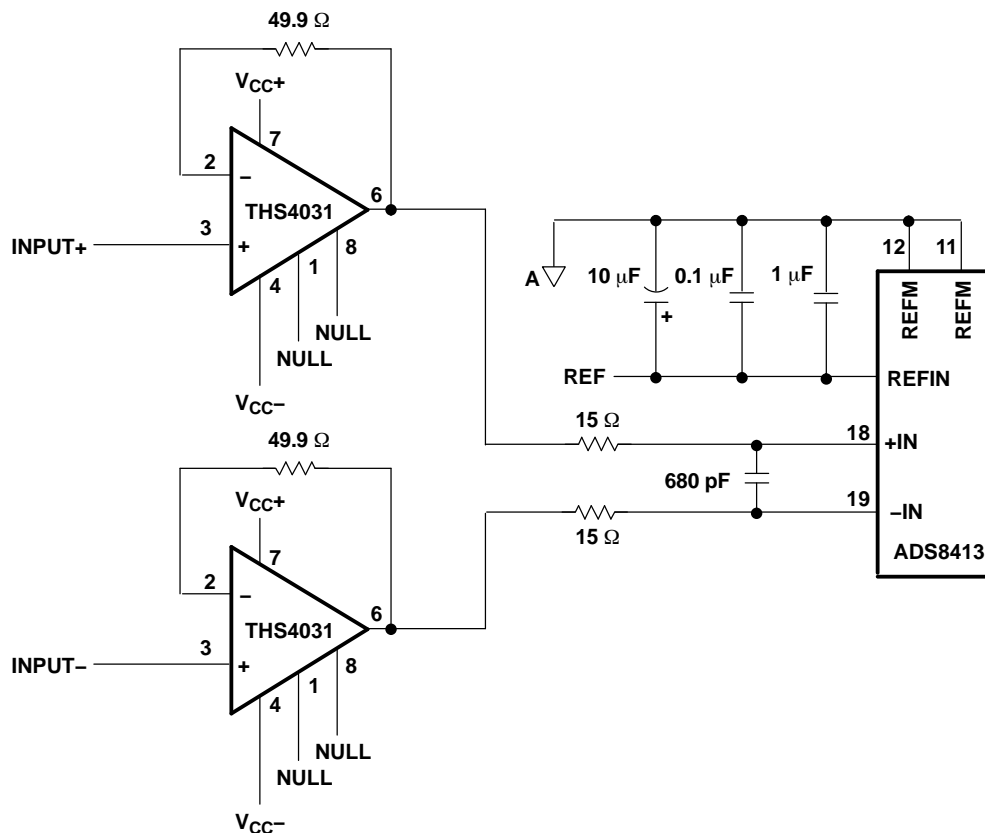 49.9 Ω
VCC+
7
2
−
THS4031
6
3
+
INPUT+
8
1
4
NULL
NULL
VCC−
A
10 μF
+
0.1 μF
1 μF
12
11
REFM
REFM
REF
REFIN
15 Ω
18
+IN
680 pF
19
−IN
15 Ω
ADS8413
49.9 Ω
VCC+
7
2
−
THS4031
6
3
+
INPUT−
8
1
4
NULL
NULL
VCC−